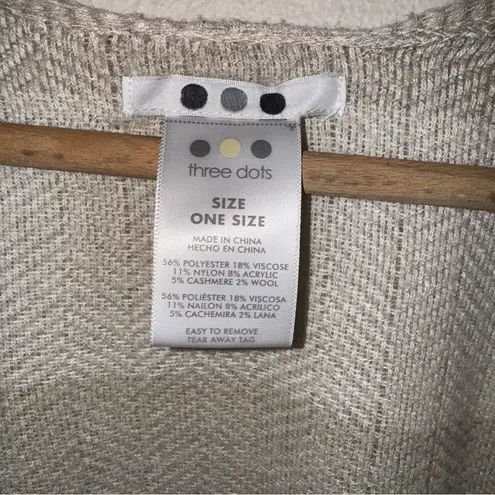 three dots
SIZE
ONE SIZE
MADE IN CHINA
HECHO EN CHINA
56% POLYESTER 18% VISCOSE
11% NYLON 8% ACRYLIC
5% CASHMERE 2% WOOL
56% POLIÉSTER 18% VISCOSA
11% NAILON 8% ACRÍLICO
5% CACHEMIRA 2% LANA
EASY TO REMOVE
TEAR AWAY TAG